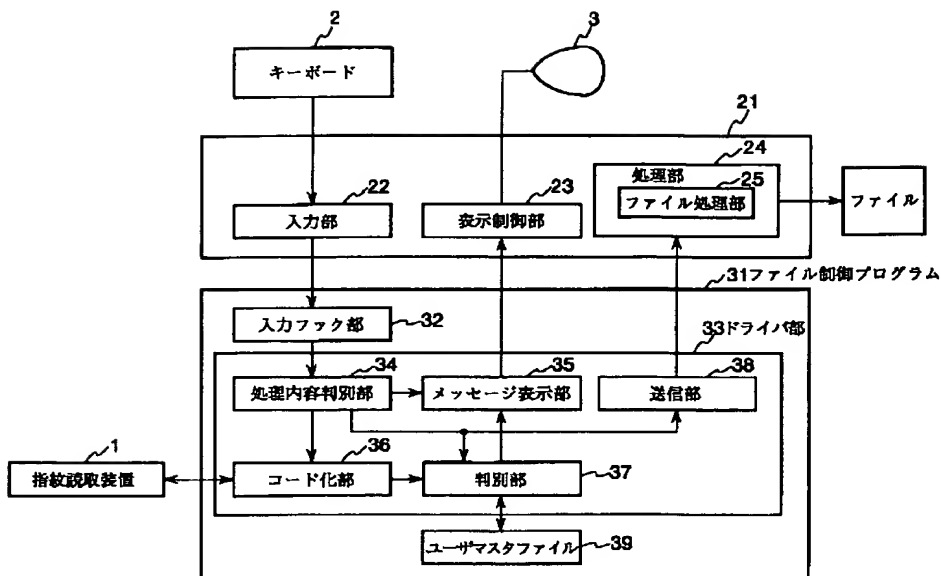 2
3
キーボード
21
24
処理部
25
ファイル処理部
ファイル
22
入力部
23
表示制御部
31ファイル制御プログラム
入力フック部
32
33ドライバ部
34
処理内容判別部
35
メッセージ表示部
38
送信部
1
指紋読取装置
36
コード化部
判別部
37
ユーザマスタファイル
39